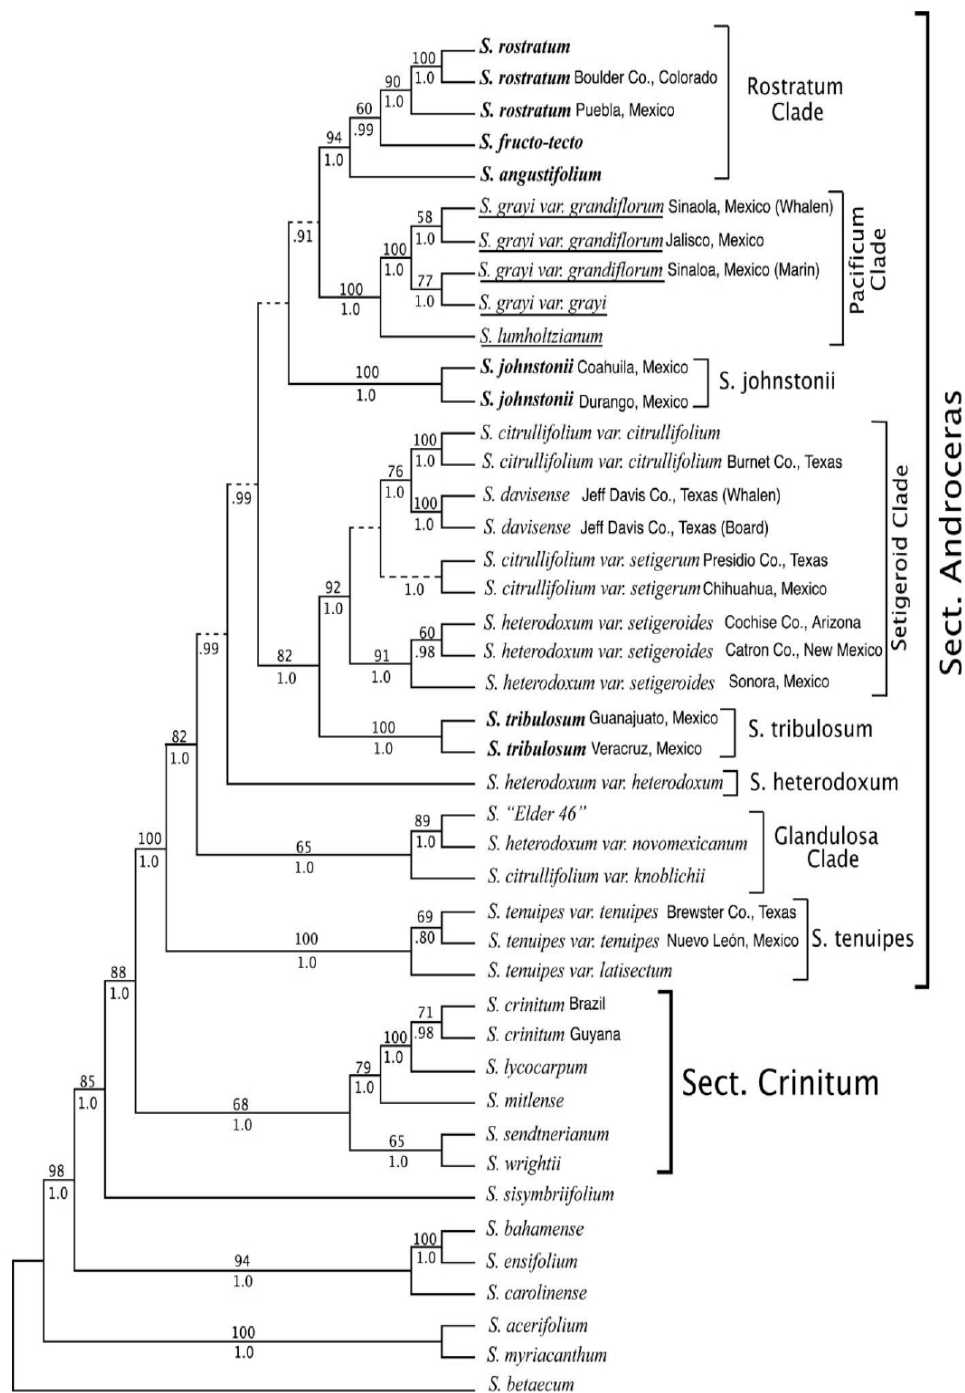 S. rostratum
100
1.0
S. rostratum Boulder Co., Colorado
90
1.0
S. rostratum Puebla, Mexico
60
.99
S. fructo-tecto
94
1.0
S. angustifolium
Rostratum
Clade
S. grayi var. grandiflorum Sinaola, Mexico (Whalen)
58
1.0
S. grayi var. grandiflorum Jalisco, Mexico
100
1.0
S. grayi var. grandiflorum Sinaloa, Mexico (Marin)
77
1.0
S. grayi var. grayi
100
1.0
S. lumholtzianum
Pacificum
Clade
.91
S. johnstonii Coahuila, Mexico
100
1.0
S. johnstonii Durango, Mexico
S. johnstonii
S. citrullifolium var. citrullifolium
100
1.0
S. citrullifolium var. citrullifolium Burnet Co., Texas
76
1.0
S. davisense Jeff Davis Co., Texas (Whalen)
100
1.0
S. davisense Jeff Davis Co., Texas (Board)
S. citrullifolium var. setigerum Presidio Co., Texas
1.0
S. citrullifolium var. setigerum Chihuahua, Mexico
92
1.0
S. heterodoxum var. setigeroides Cochise Co., Arizona
60
.98
S. heterodoxum var. setigeroides Catron Co., New Mexico
91
1.0
S. heterodoxum var. setigeroides Sonora, Mexico
Setigeroid Clade
.99
82
1.0
S. tribulosum Guanajuato, Mexico
100
1.0
S. tribulosum Veracruz, Mexico
S. tribulosum
.99
S. heterodoxum var. heterodoxum
S. heterodoxum
82
1.0
S. "Elder 46"
89
1.0
S. heterodoxum var. novomexicanum
65
1.0
S. citrullifolium var. knoblichii
Glandulosa
Clade
100
1.0
S. tenuipes var. tenuipes Brewster Co., Texas
69
.80
S. tenuipes var. tenuipes Nuevo León, Mexico
100
1.0
S. tenuipes var. latisectum
S. tenuipes
Sect. Androceras
88
1.0
S. crinitum Brazil
71
.98
S. crinitum Guyana
100
1.0
S. lycocarpum
79
1.0
S. mitlense
68
1.0
S. sendtnerianum
65
1.0
S. wrightii
Sect. Crinitum
85
1.0
S. sisymbriifolium
98
1.0
S. bahamense
100
1.0
S. ensifolium
94
1.0
S. carolinense
S. acerifolium
100
1.0
S. myriacanthum
S. betaecum